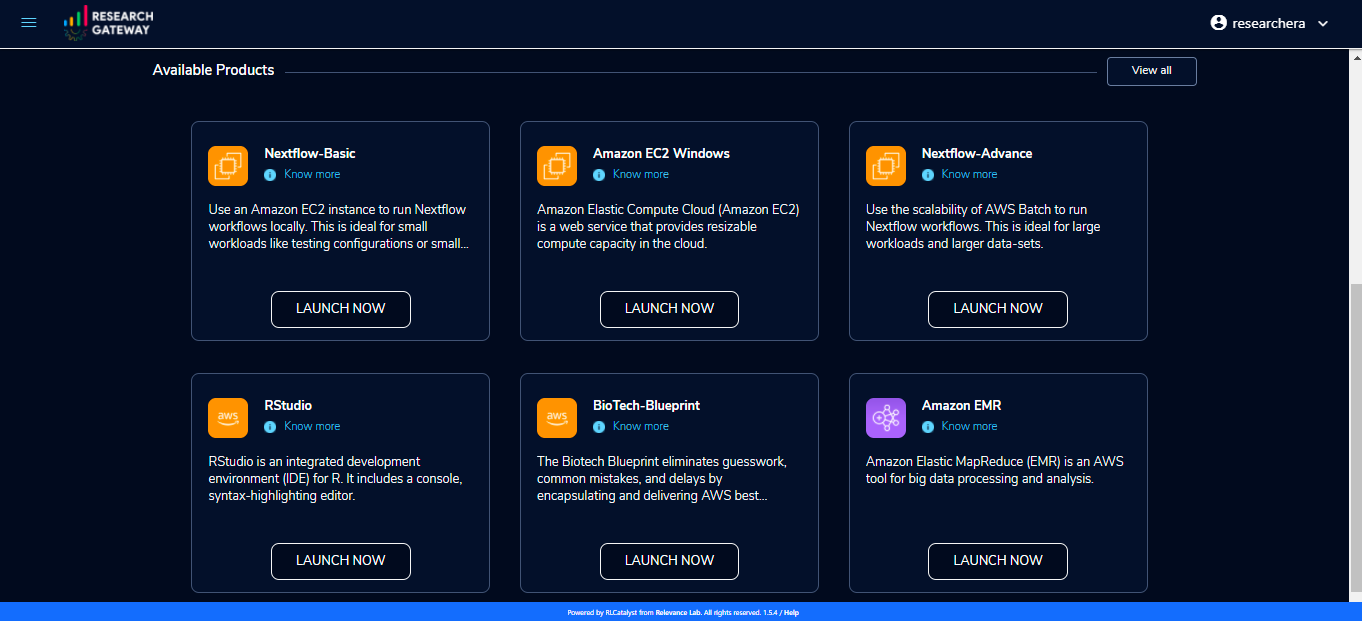 RESEARCH
GATEWAY
researchera
Available Products
View all
Nextflow-Basic
Know more
Use an Amazon EC2 instance to run Nextflow
workflows locally. This is ideal for small
workloads like testing configurations or small...
LAUNCH NOW
Amazon EC2 Windows
Know more
Amazon Elastic Compute Cloud (Amazon EC2)
is a web service that provides resizable
compute capacity in the cloud.
LAUNCH NOW
Nextflow-Advance
Know more
Use the scalability of AWS Batch to run
Nextflow workflows. This is ideal for large
workloads and larger data-sets.
LAUNCH NOW
aws
RStudio
Know more
RStudio is an integrated development
environment (IDE) for R. It includes a console,
syntax-highlighting editor.
LAUNCH NOW
aws
BioTech-Blueprint
Know more
The Biotech Blueprint eliminates guesswork,
common mistakes, and delays by
encapsulating and delivering AWS best...
LAUNCH NOW
Amazon EMR
Know more
Amazon Elastic MapReduce (EMR) is an AWS
tool for big data processing and analysis.
LAUNCH NOW
Powered by RLCatalyst from Relevance Lab. All rights reserved. 1.5.4 / Help